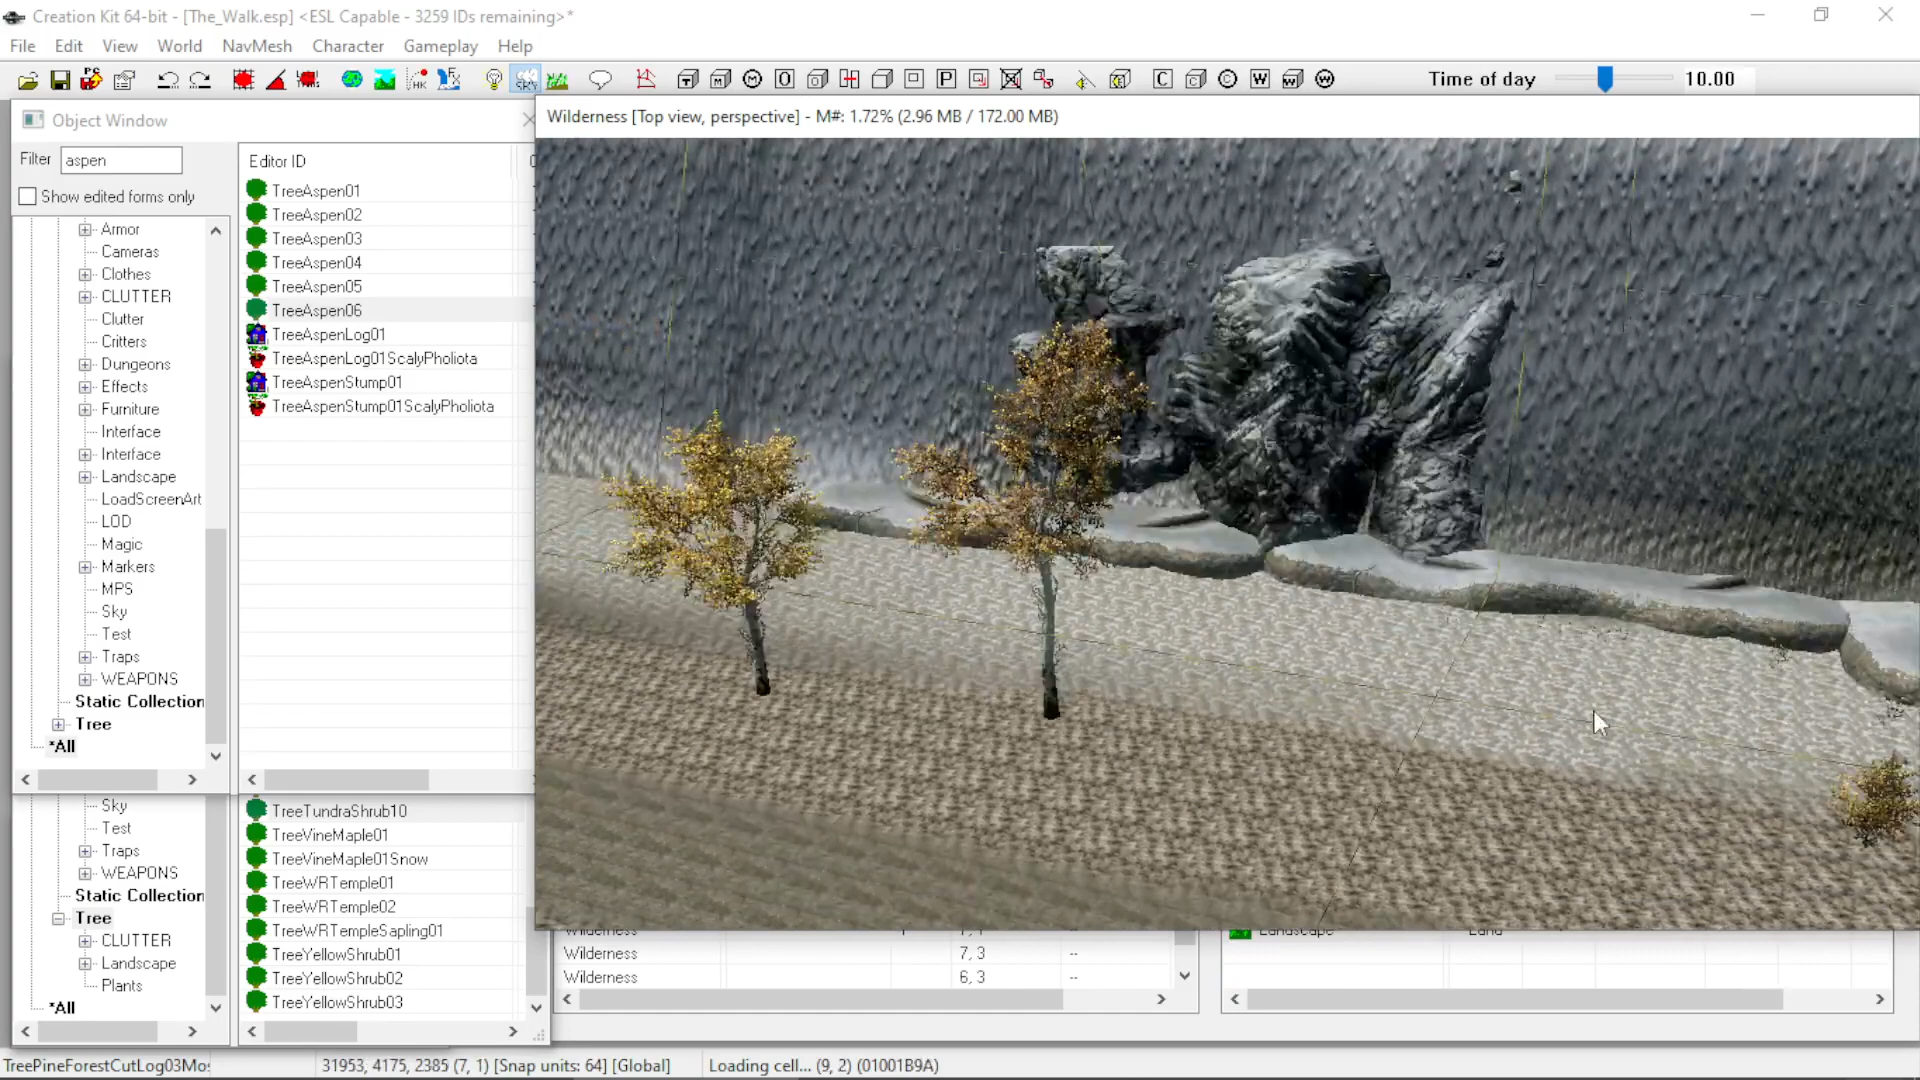 Creation Kit 64-bit - [The_Walk.esp] <ESL Capable - 3259 IDs remaining>*
File Edit View World NavMesh Character Gameplay Help
Time of day 10.00
Object Window
Filter aspen
Show edited forms only
Armor
Cameras
Clothes
CLUTTER
Clutter
Critters
Dungeons
Effects
Furniture
Interface
Interface
Landscape
LoadScreenArt
LOD
Magic
Markers
MPS
Sky
Test
Traps
WEAPONS
Static Collection
Tree
*All
Editor ID
TreeAspen01
TreeAspen02
TreeAspen03
TreeAspen04
TreeAspen05
TreeAspen06
TreeAspenLog01
TreeAspenLog01ScalyPholiota
TreeAspenStump01
TreeAspenStump01ScalyPholiota
Wilderness [Top view, perspective] - M#: 1.72% (2.96 MB / 172.00 MB)
Sky
Test
Traps
WEAPONS
Static Collection
Tree
CLUTTER
Landscape
Plants
*All
TreeTundraShrub10
TreeVineMaple01
TreeVineMaple01Snow
TreeWRTemple01
TreeWRTemple02
TreeWRTempleSapling01
TreeYellowShrub01
TreeYellowShrub02
TreeYellowShrub03
Wilderness
Wilderness 7, 3 --
Wilderness 6, 3 --
Landscape Land
TreePineForestCutLog03Mos
31953, 4175, 2385 (7, 1) [Snap units: 64] [Global]
Loading cell... (9, 2) (01001B9A)